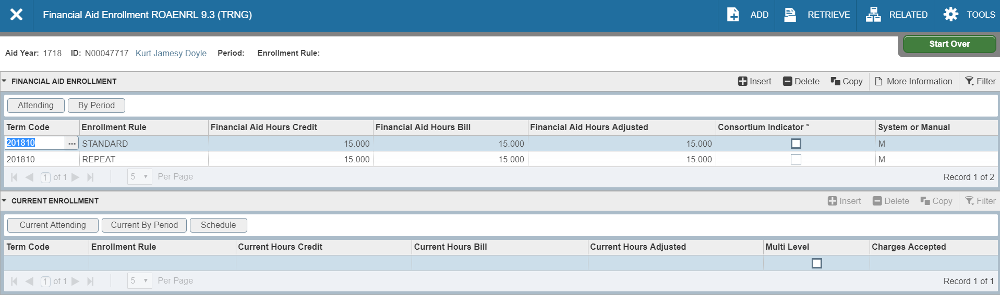 Financial Aid Enrollment ROAENRL 9.3 (TRNG) ADD RETRIEVE RELATED TOOLS
Start Over
Aid Year: 1718 ID: N00047717 Kurt Jamesy Doyle Period: Enrollment Rule:
FINANCIAL AID ENROLLMENT Insert Delete Copy More Information Filter
Attending By Period
Term Code Enrollment Rule Financial Aid Hours Credit Financial Aid Hours Bill Financial Aid Hours Adjusted Consortium Indicator * System or Manual
201810 ... STANDARD 15.000 15.000 15.000 M
201810 REPEAT 15.000 15.000 15.000 M
1 of 1 5 Per Page Record 1 of 2
CURRENT ENROLLMENT Insert Delete Copy Filter
Current Attending Current By Period Schedule
Term Code Enrollment Rule Current Hours Credit Current Hours Bill Current Hours Adjusted Multi Level Charges Accepted
1 of 1 5 Per Page Record 1 of 1